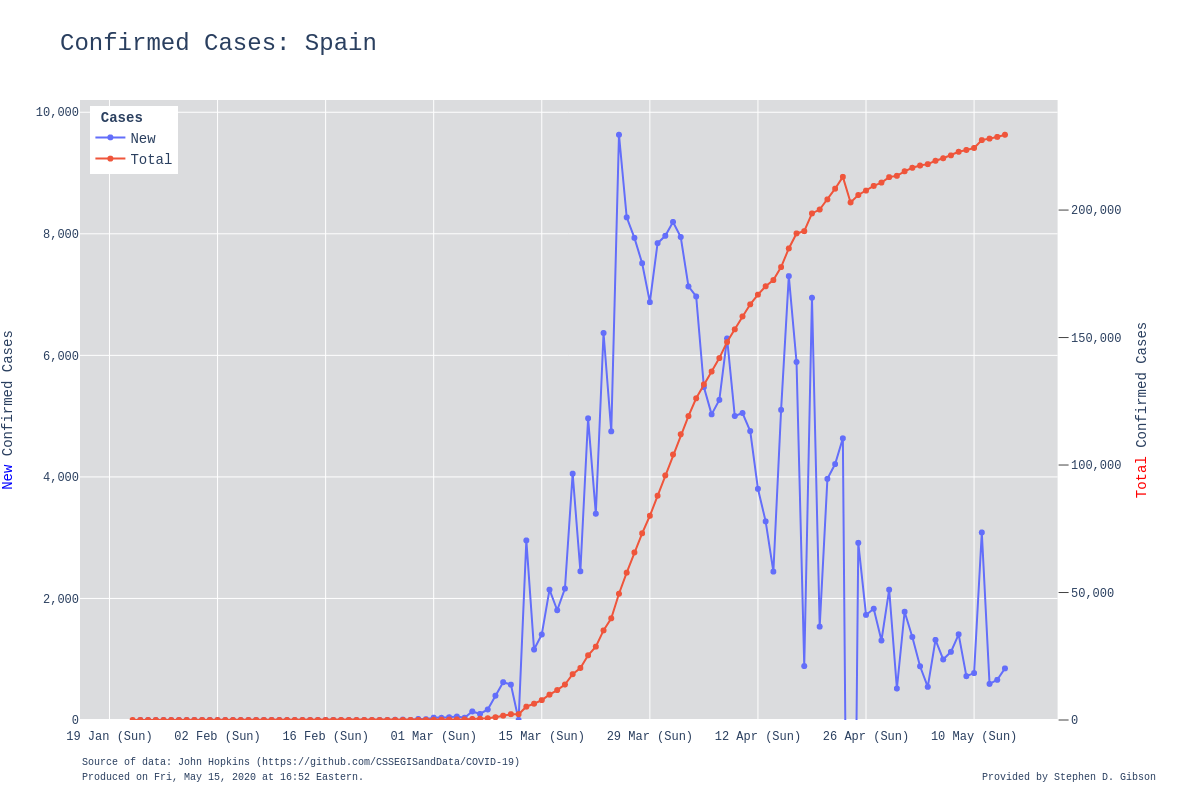 Confirmed Cases: Spain
Cases
New
Total
10,000
8,000
6,000
4,000
2,000
0
New Confirmed Cases
200,000
150,000
100,000
50,000
0
Total Confirmed Cases
19 Jan (Sun) 02 Feb (Sun) 16 Feb (Sun) 01 Mar (Sun) 15 Mar (Sun) 29 Mar (Sun) 12 Apr (Sun) 26 Apr (Sun) 10 May (Sun)
Source of data: John Hopkins (https://github.com/CSSEGISandData/COVID-19)
Produced on Fri, May 15, 2020 at 16:52 Eastern.
Provided by Stephen D. Gibson